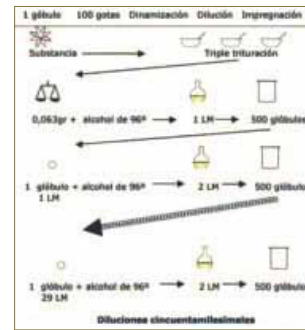 1 góbulo 100 gotas Dinamización Dilución Impregnación
Substancia Triple trituración
0,063gr + alcohol de 96º 1 LM 500 glóbulos
1 glóbulo + alcohol de 96º 2 LM 500 glóbulos
1 LM
1 glóbulo + alcohol de 96º 2 LM 500 glóbulos
29 LM
Diluciones cincuentamilesimales